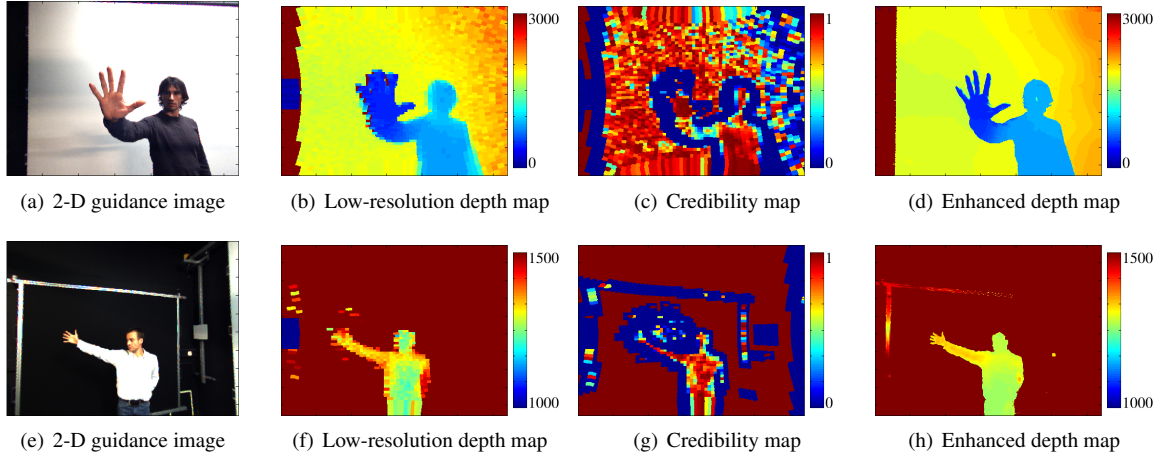 3000
0
1
0
3000
0
(a) 2-D guidance image
(b) Low-resolution depth map
(c) Credibility map
(d) Enhanced depth map
1500
1000
1
0
1500
1000
(e) 2-D guidance image
(f) Low-resolution depth map
(g) Credibility map
(h) Enhanced depth map